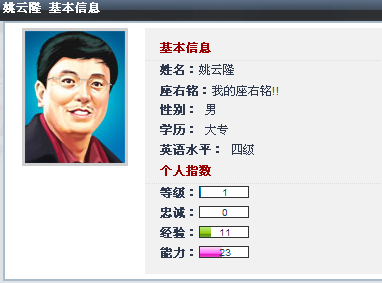 姚云隆 基本信息
基本信息
姓名：姚云隆
座右铭：我的座右铭!!
性别： 男
学历： 大专
英语水平： 四级
个人指数
等级： 1
忠诚： 0
经验： 11
能力： 23